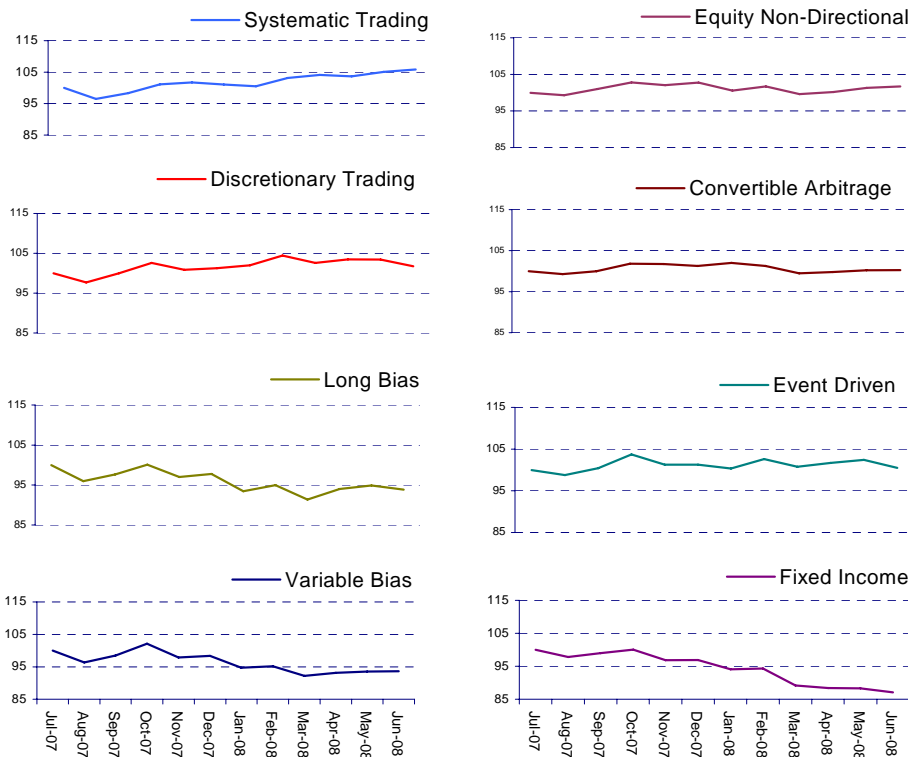 Systematic Trading
115
105
95
85
Equity Non-Directional
115
105
95
85
Discretionary Trading
115
105
95
85
Convertible Arbitrage
115
105
95
85
Long Bias
115
105
95
85
Event Driven
115
105
95
85
Variable Bias
115
105
95
85
Jul-07
Aug-07
Sep-07
Oct-07
Nov-07
Dec-07
Jan-08
Feb-08
Mar-08
Apr-08
May-08
Jun-08
Fixed Income
115
105
95
85
Jul-07
Aug-07
Sep-07
Oct-07
Nov-07
Dec-07
Jan-08
Feb-08
Mar-08
Apr-08
May-08
Jun-08